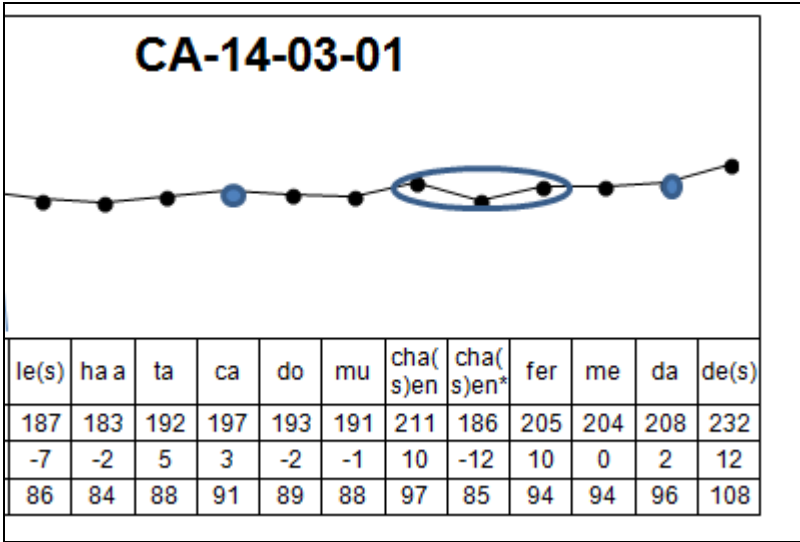 CA-14-03-01
le(s) ha a ta ca do mu cha(s)en cha(s)en* fer me da de(s)
187 183 192 197 193 191 211 186 205 204 208 232
-7 -2 5 3 -2 -1 10 -12 10 0 2 12
86 84 88 91 89 88 97 85 94 94 96 108